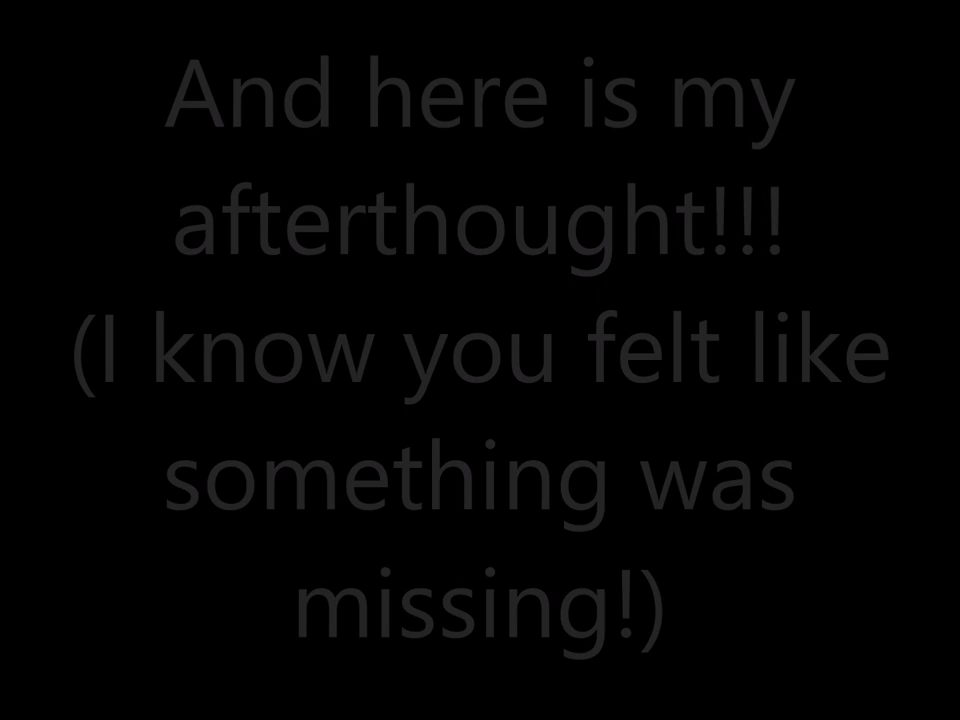 And here is my
afterthought!!!
(I know you felt like
something was
missing!)